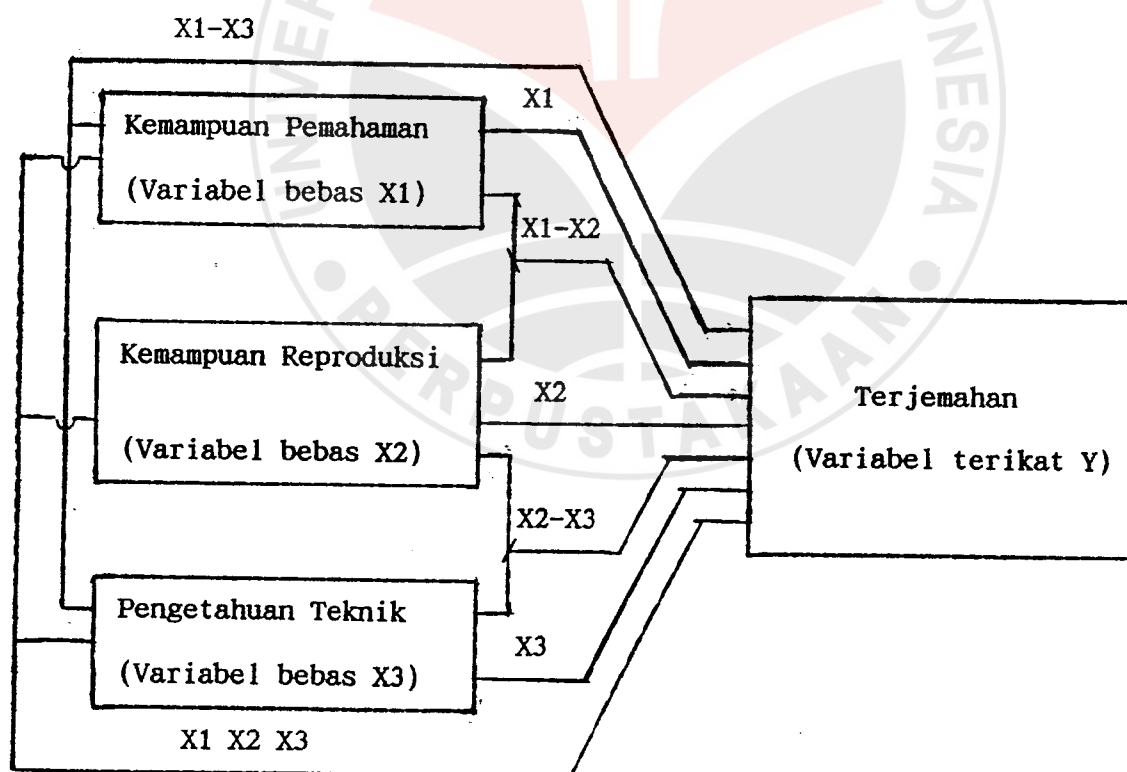 X1-X3
X1
Kemampuan Pemahaman
(Variabel bebas X1)
X1-X2
Kemampuan Reproduksi
(Variabel bebas X2)
X2
Terjemahan
(Variabel terikat Y)
X2-X3
Pengetahuan Teknik
(Variabel bebas X3)
X3
X1 X2 X3
PERPUSTAKAAN